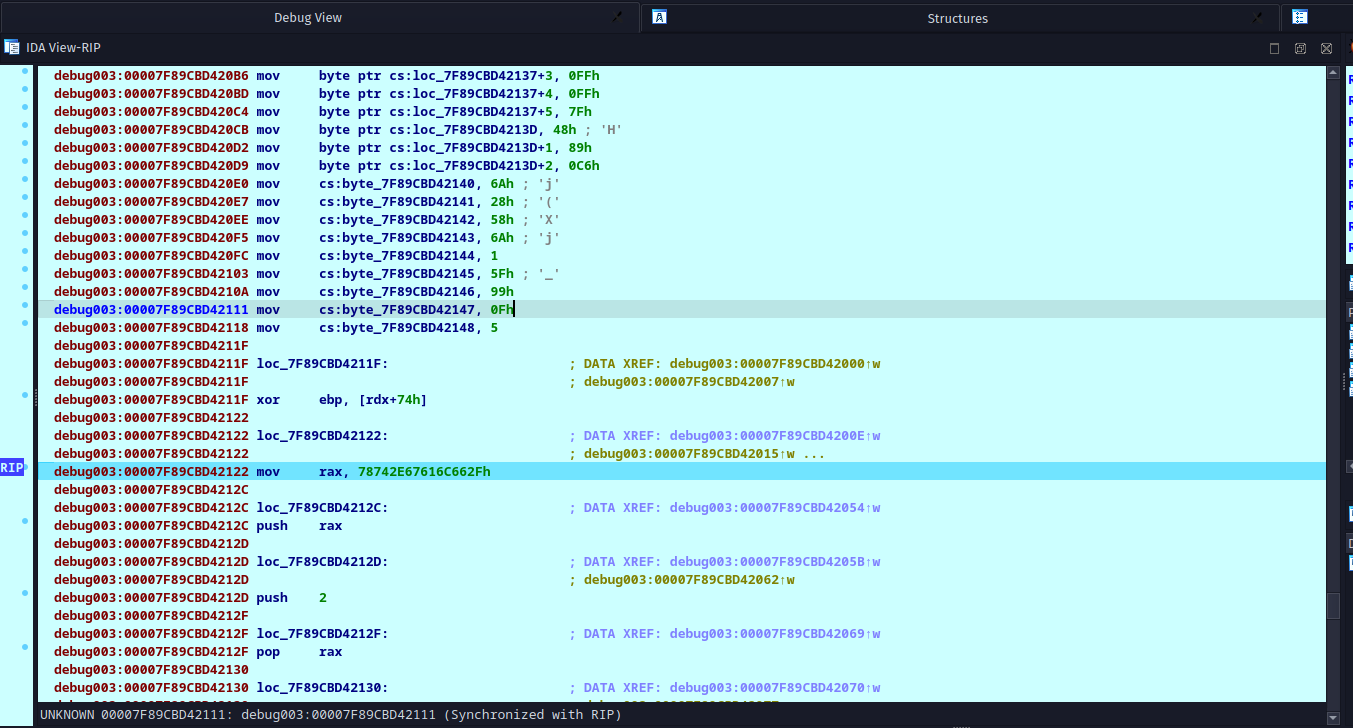 Debug View
Structures
IDA View-RIP
debug003:00007F89CBD420B6 mov     byte ptr cs:loc_7F89CBD42137+3, 0FFh
debug003:00007F89CBD420BD mov     byte ptr cs:loc_7F89CBD42137+4, 0FFh
debug003:00007F89CBD420C4 mov     byte ptr cs:loc_7F89CBD42137+5, 7Fh
debug003:00007F89CBD420CB mov     byte ptr cs:loc_7F89CBD4213D, 48h ; 'H'
debug003:00007F89CBD420D2 mov     byte ptr cs:loc_7F89CBD4213D+1, 89h
debug003:00007F89CBD420D9 mov     byte ptr cs:loc_7F89CBD4213D+2, 0C6h
debug003:00007F89CBD420E0 mov     cs:byte_7F89CBD42140, 6Ah ; 'j'
debug003:00007F89CBD420E7 mov     cs:byte_7F89CBD42141, 28h ; '('
debug003:00007F89CBD420EE mov     cs:byte_7F89CBD42142, 58h ; 'X'
debug003:00007F89CBD420F5 mov     cs:byte_7F89CBD42143, 6Ah ; 'j'
debug003:00007F89CBD420FC mov     cs:byte_7F89CBD42144, 1
debug003:00007F89CBD42103 mov     cs:byte_7F89CBD42145, 5Fh ; '_'
debug003:00007F89CBD4210A mov     cs:byte_7F89CBD42146, 99h
debug003:00007F89CBD42111 mov     cs:byte_7F89CBD42147, 0Fh
debug003:00007F89CBD42118 mov     cs:byte_7F89CBD42148, 5
debug003:00007F89CBD4211F
debug003:00007F89CBD4211F loc_7F89CBD4211F:                       ; DATA XREF: debug003:00007F89CBD42000↑w
debug003:00007F89CBD4211F                                         ; debug003:00007F89CBD42007↑w
debug003:00007F89CBD4211F xor     ebp, [rdx+74h]
debug003:00007F89CBD42122
debug003:00007F89CBD42122 loc_7F89CBD42122:                       ; DATA XREF: debug003:00007F89CBD4200E↑w
debug003:00007F89CBD42122                                         ; debug003:00007F89CBD42015↑w ...
RIP debug003:00007F89CBD42122 mov     rax, 78742E67616C662Fh
debug003:00007F89CBD4212C
debug003:00007F89CBD4212C loc_7F89CBD4212C:                       ; DATA XREF: debug003:00007F89CBD42054↑w
debug003:00007F89CBD4212C push    rax
debug003:00007F89CBD4212D
debug003:00007F89CBD4212D loc_7F89CBD4212D:                       ; DATA XREF: debug003:00007F89CBD4205B↑w
debug003:00007F89CBD4212D                                         ; debug003:00007F89CBD42062↑w
debug003:00007F89CBD4212D push    2
debug003:00007F89CBD4212F
debug003:00007F89CBD4212F loc_7F89CBD4212F:                       ; DATA XREF: debug003:00007F89CBD42069↑w
debug003:00007F89CBD4212F pop     rax
debug003:00007F89CBD42130
debug003:00007F89CBD42130 loc_7F89CBD42130:                       ; DATA XREF: debug003:00007F89CBD42070↑w
UNKNOWN 00007F89CBD42111: debug003:00007F89CBD42111 (Synchronized with RIP)